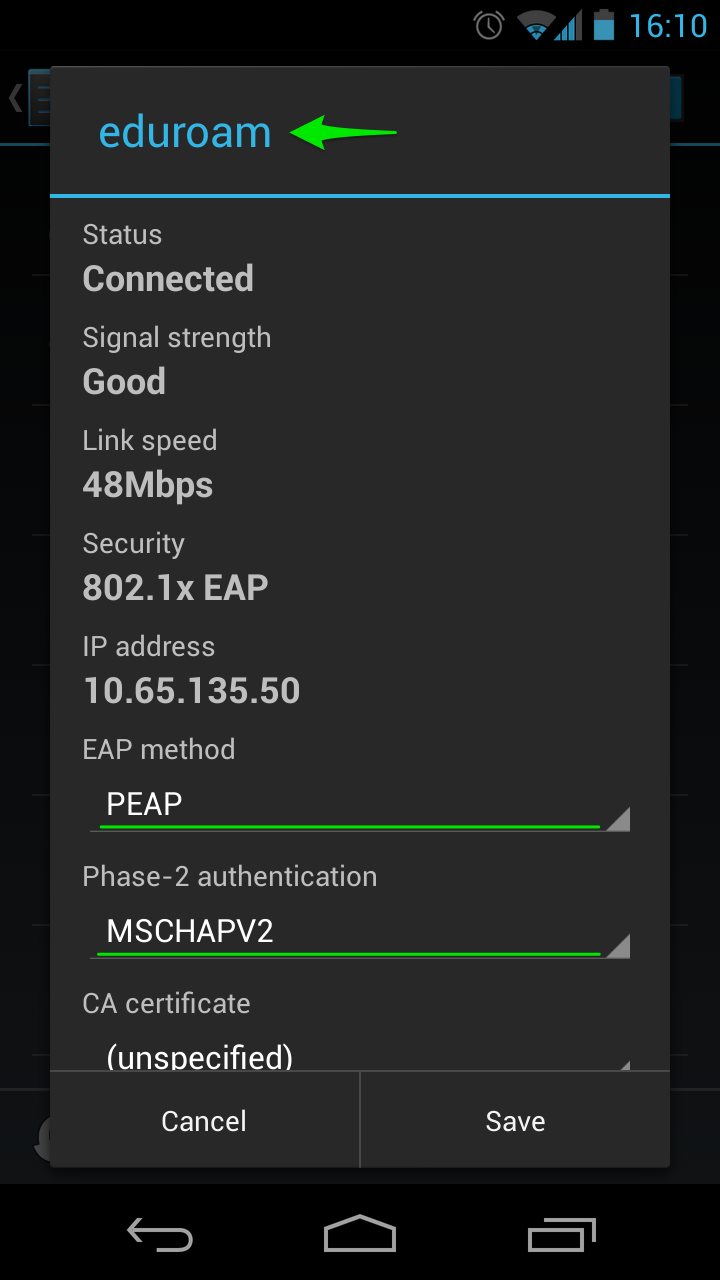 16:10
eduroam
Status
Connected
Signal strength
Good
Link speed
48Mbps
Security
802.1x EAP
IP address
10.65.135.50
EAP method
PEAP
Phase-2 authentication
MSCHAPV2
CA certificate
(unspecified)
Cancel Save